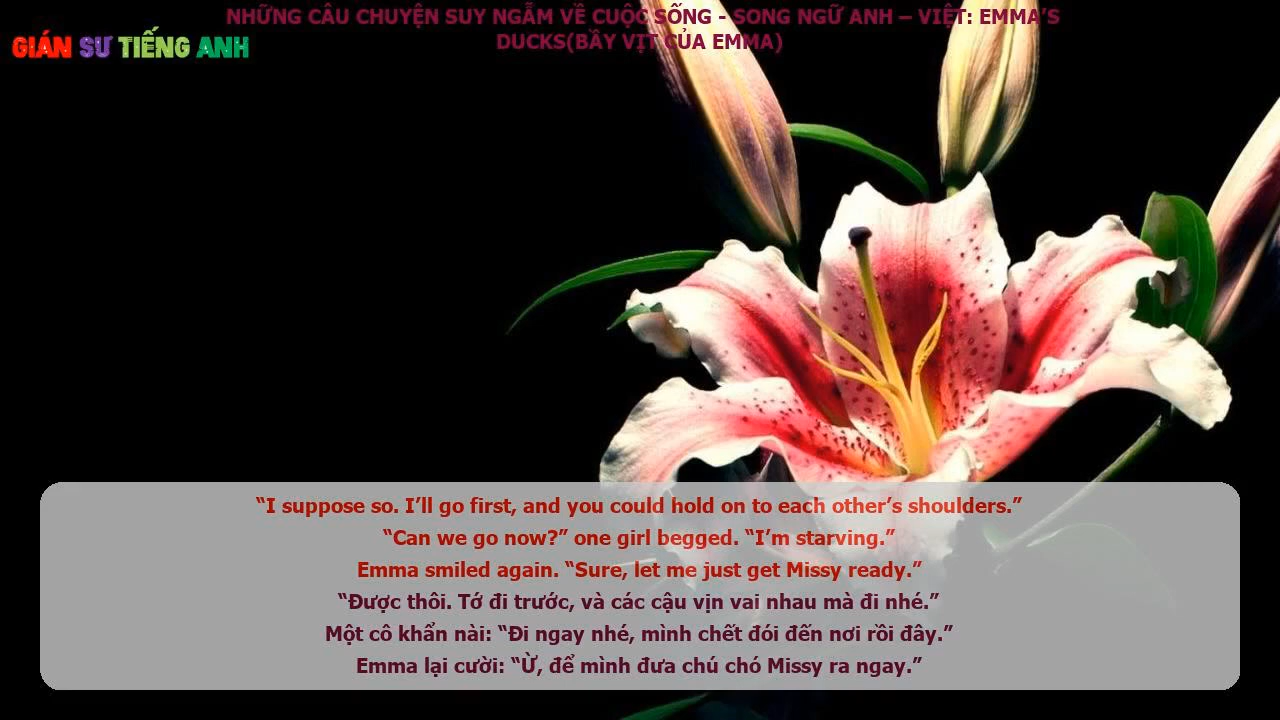 NHỮNG CÂU CHUYỆN SUY NGẪM VỀ CUỘC SỐNG - SONG NGỮ ANH – VIỆT: EMMA’S
DUCKS(BẦY VỊT CỦA EMMA)
GIÁN SƯ TIẾNG ANH
“I suppose so. I’ll go first, and you could hold on to each other’s shoulders.”
“Can we go now?” one girl begged. “I’m starving.”
Emma smiled again. “Sure, let me just get Missy ready.”
“Được thôi. Tớ đi trước, và các cậu vịn vai nhau mà đi nhé.”
Một cô khẩn nài: “Đi ngay nhé, mình chết đói đến nơi rồi đây.”
Emma lại cười: “Ừ, để mình đưa chú chó Missy ra ngay.”